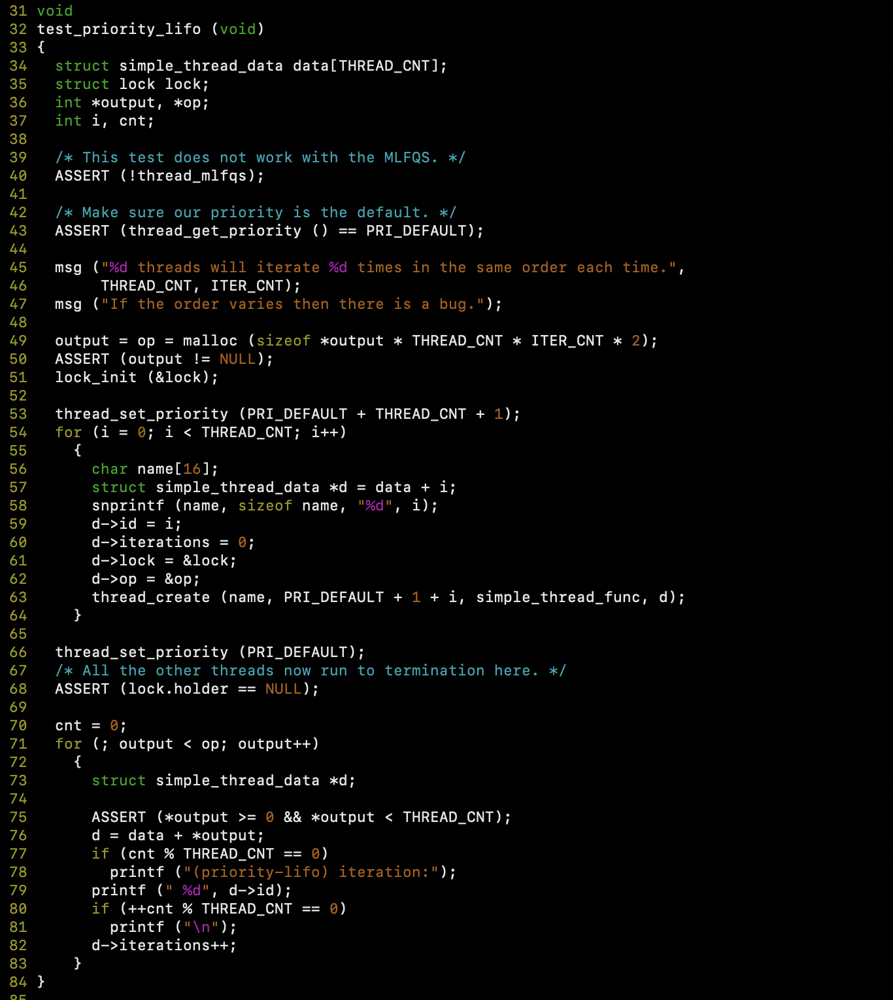 31 void
32 test_priority_lifo (void)
33 {
34   struct simple_thread_data data[THREAD_CNT];
35   struct lock lock;
36   int *output, *op;
37   int i, cnt;
38
39   /* This test does not work with the MLFQS. */
40   ASSERT (!thread_mlfqs);
41
42   /* Make sure our priority is the default. */
43   ASSERT (thread_get_priority () == PRI_DEFAULT);
44
45   msg ("%d threads will iterate %d times in the same order each time.",
46        THREAD_CNT, ITER_CNT);
47   msg ("If the order varies then there is a bug.");
48
49   output = op = malloc (sizeof *output * THREAD_CNT * ITER_CNT * 2);
50   ASSERT (output != NULL);
51   lock_init (&lock);
52
53   thread_set_priority (PRI_DEFAULT + THREAD_CNT + 1);
54   for (i = 0; i < THREAD_CNT; i++)
55     {
56       char name[16];
57       struct simple_thread_data *d = data + i;
58       snprintf (name, sizeof name, "%d", i);
59       d->id = i;
60       d->iterations = 0;
61       d->lock = &lock;
62       d->op = &op;
63       thread_create (name, PRI_DEFAULT + 1 + i, simple_thread_func, d);
64     }
65
66   thread_set_priority (PRI_DEFAULT);
67   /* All the other threads now run to termination here. */
68   ASSERT (lock.holder == NULL);
69
70   cnt = 0;
71   for (; output < op; output++)
72     {
73       struct simple_thread_data *d;
74
75       ASSERT (*output >= 0 && *output < THREAD_CNT);
76       d = data + *output;
77       if (cnt % THREAD_CNT == 0)
78         printf ("(priority-lifo) iteration:");
79       printf (" %d", d->id);
80       if (++cnt % THREAD_CNT == 0)
81         printf ("\n");
82       d->iterations++;
83     }
84 }
85